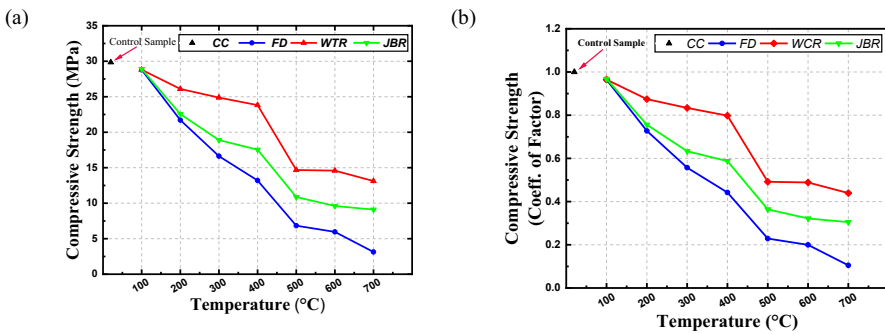 (a)
Compressive Strength (MPa)
35
30
25
20
15
10
5
0
Control Sample
CC FD WTR JBR
100 200 300 400 500 600 700
Temperature (°C)
(b)
Compressive Strength
(Coeff. of Factor)
1.2
1.0
0.8
0.6
0.4
0.2
0.0
Control Sample
CC FD WCR JBR
100 200 300 400 500 600 700
Temperature (°C)